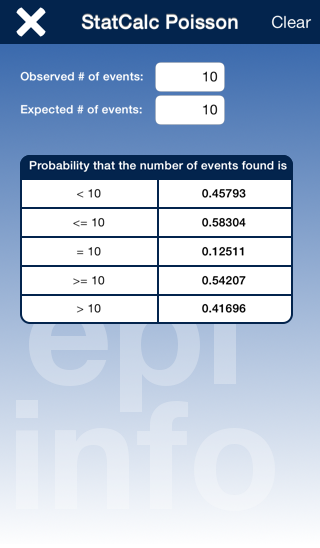 StatCalc Poisson Clear
Observed # of events: 10
Expected # of events: 10
Probability that the number of events found is
< 10 0.45793
<= 10 0.58304
= 10 0.12511
>= 10 0.54207
> 10 0.41696
epi
info